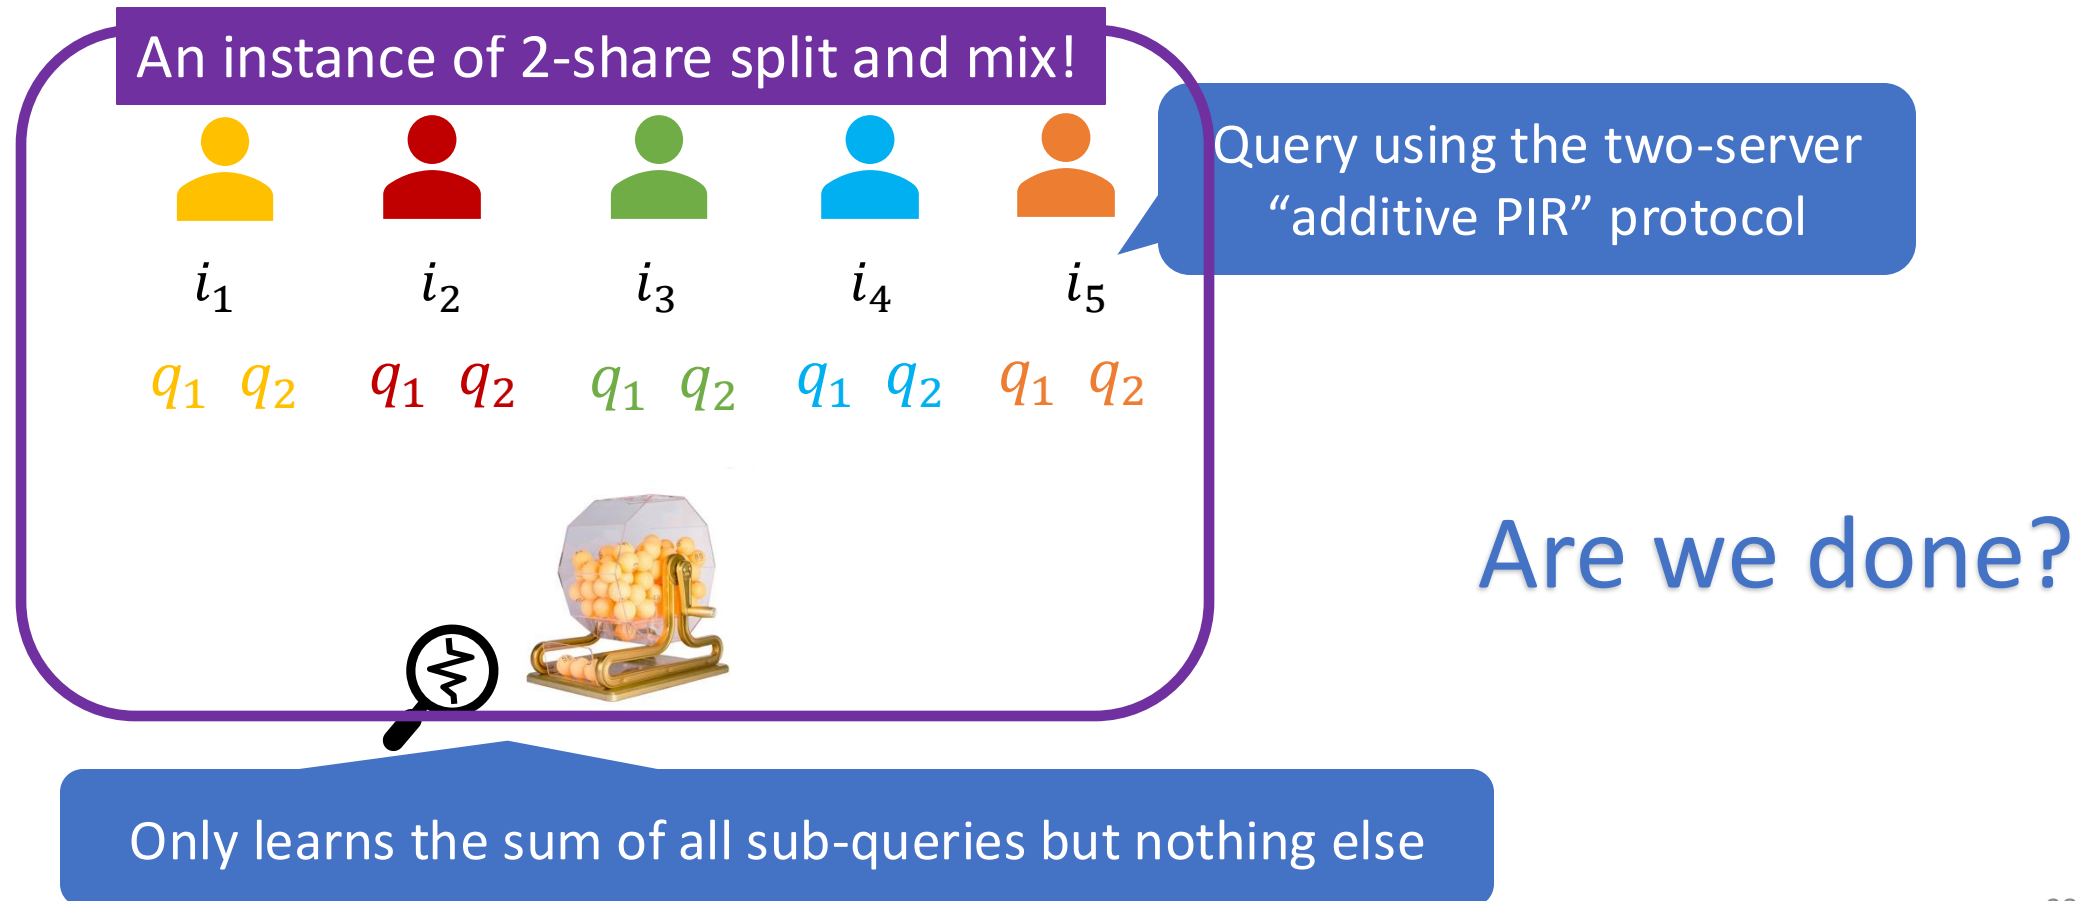 An instance of 2-share split and mix!
Query using the two-server
“additive PIR” protocol
i₁ i₂ i₃ i₄ i₅
q₁ q₂ q₁ q₂ q₁ q₂ q₁ q₂ q₁ q₂
Are we done?
Only learns the sum of all sub-queries but nothing else